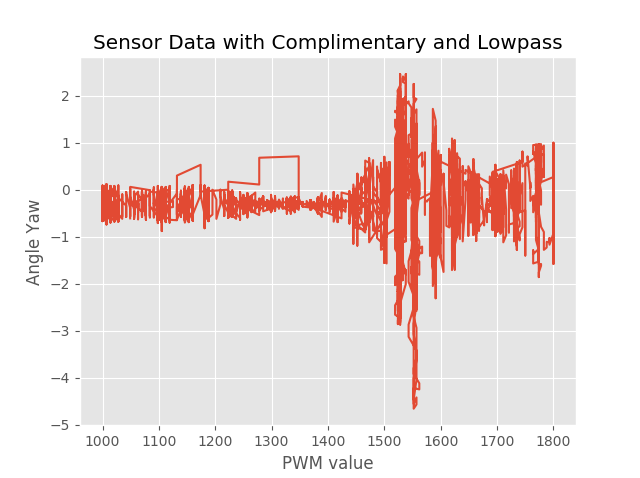 Sensor Data with Complimentary and Lowpass
2
1
0
−1
−2
−3
−4
−5
Angle Yaw
1000 1100 1200 1300 1400 1500 1600 1700 1800
PWM value